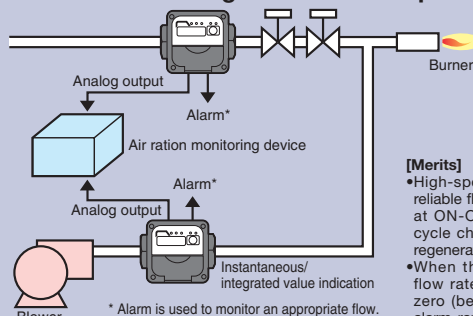 Analog output
Alarm*
Burner
Air ration monitoring device
Alarm*
Analog output
Instantaneous/
integrated value indication
* Alarm is used to monitor an appropriate flow.
Blower
[Merits]
•High-spe
reliable fl
at ON-O
cycle ch
regenera
•When th
flow rate
zero (be